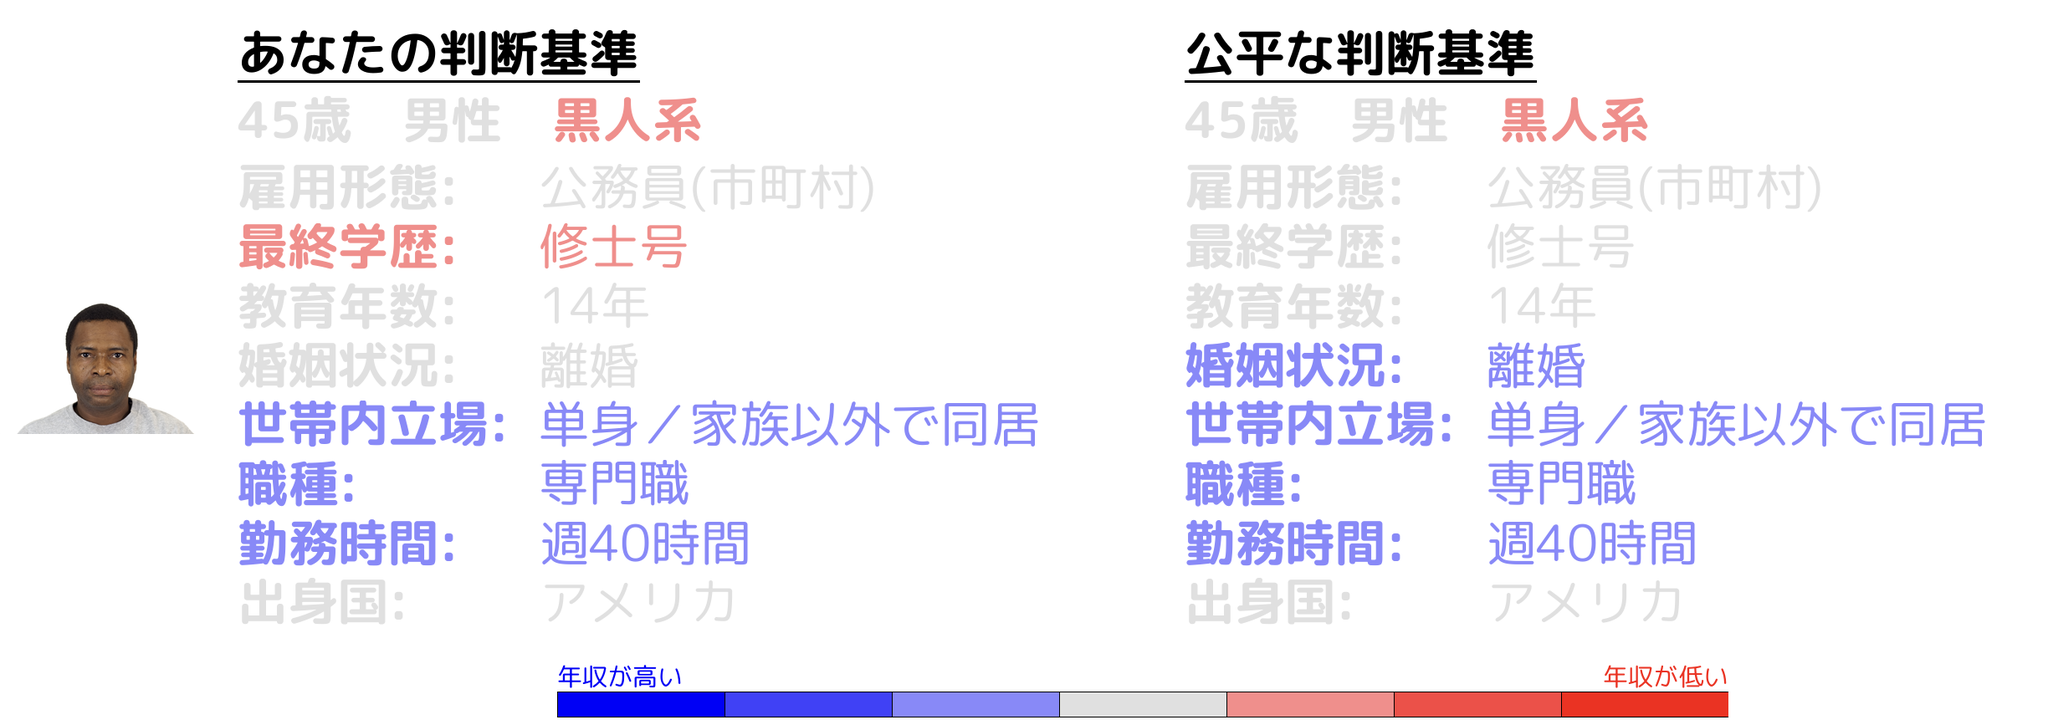 あなたの判断基準
45歳 男性 黒人系
雇用形態: 公務員(市町村)
最終学歴: 修士号
教育年数: 14年
婚姻状況: 離婚
世帯内立場: 単身／家族以外で同居
職種: 専門職
勤務時間: 週40時間
出身国: アメリカ
公平な判断基準
45歳 男性 黒人系
雇用形態: 公務員(市町村)
最終学歴: 修士号
教育年数: 14年
婚姻状況: 離婚
世帯内立場: 単身／家族以外で同居
職種: 専門職
勤務時間: 週40時間
出身国: アメリカ
年収が高い
年収が低い